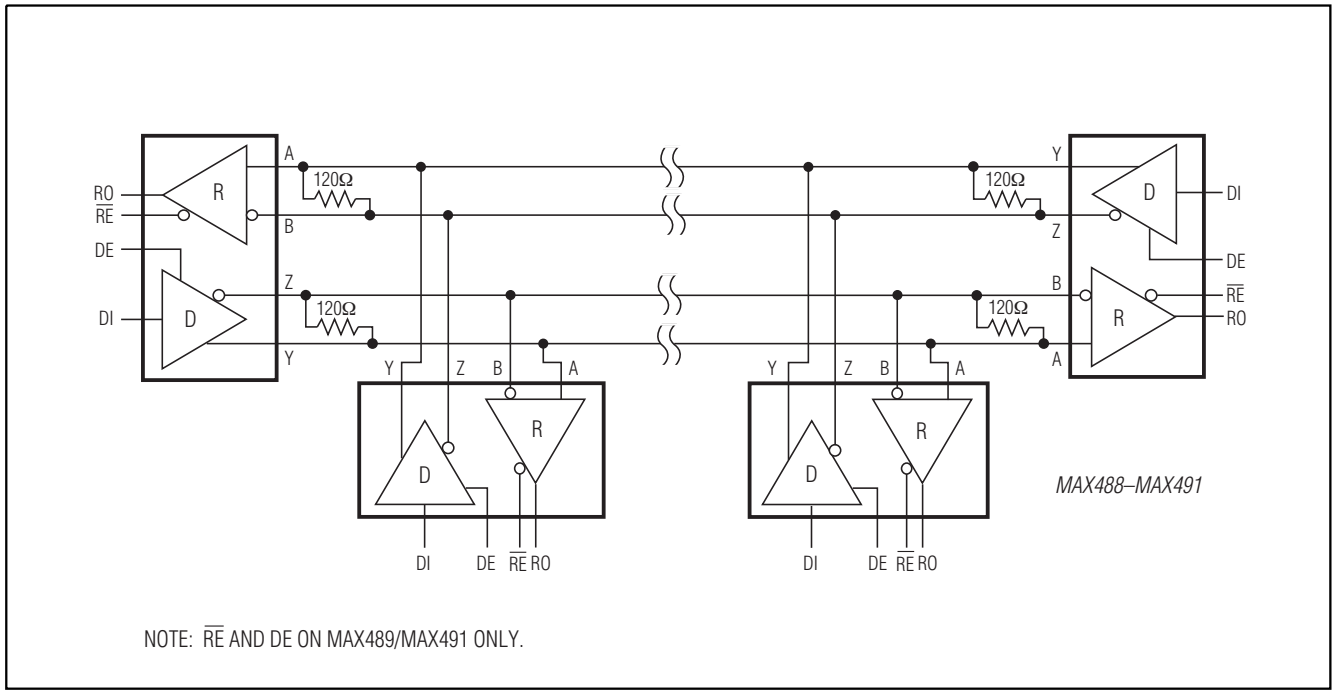 A
120Ω
RO
R
RE
B
DE
Z
120Ω
DI
D
Y
Y
120Ω
D
DI
Z
DE
B
120Ω
RE
R
RO
A
Y
Z
B
A
R
D
DI
DE
RE
RO
Y
Z
B
A
R
D
DI
DE
RE
RO
MAX488–MAX491
NOTE: RE AND DE ON MAX489/MAX491 ONLY.